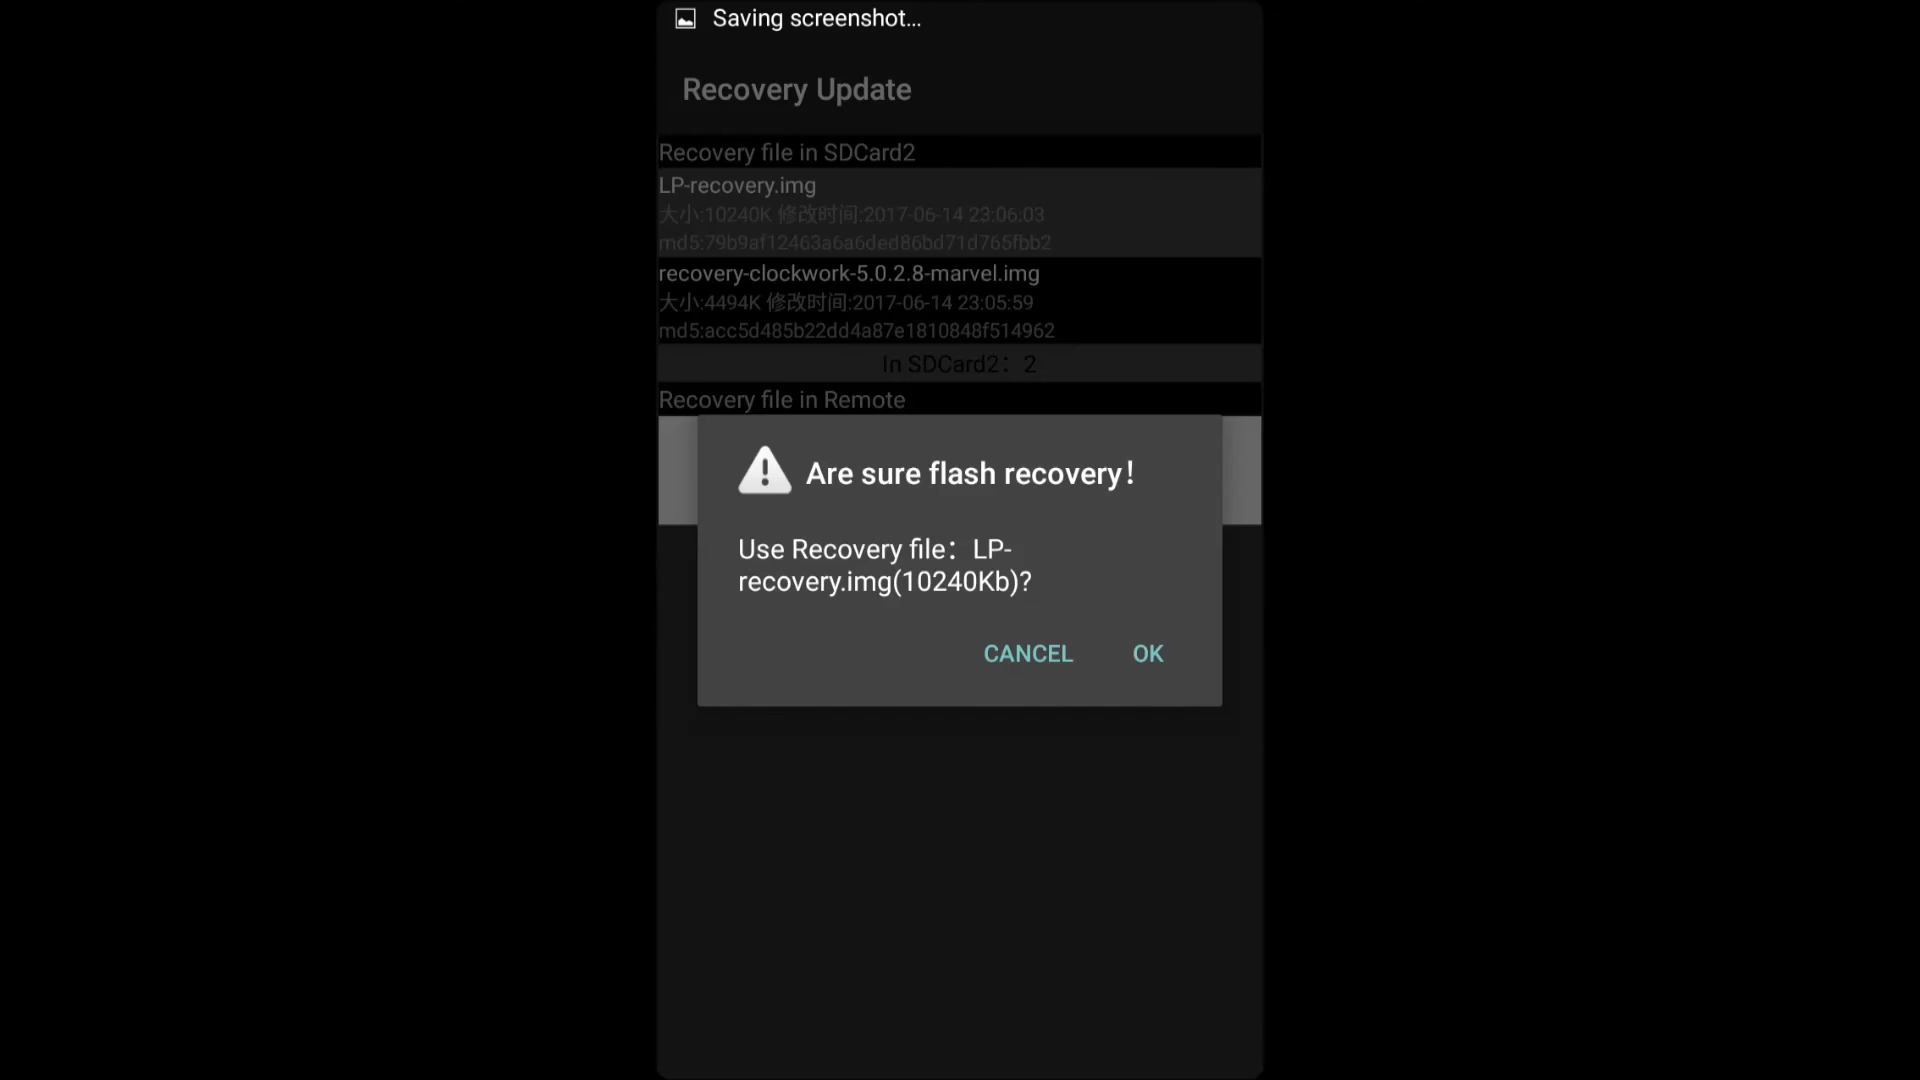 Saving screenshot...
Recovery Update
Recovery file in SDCard2
LP-recovery.img
大小:10240K 修改时间:2017-06-14 23:06:03
md5:79b9af12463a6a6ded86bd71d765fbb2
recovery-clockwork-5.0.2.8-marvel.img
大小:4494K 修改时间:2017-06-14 23:05:59
md5:acc5d485b22dd4a87e1810848f514962
In SDCard2：2
Recovery file in Remote
Are sure flash recovery！
Use Recovery file：LP-
recovery.img(10240Kb)?
CANCEL OK